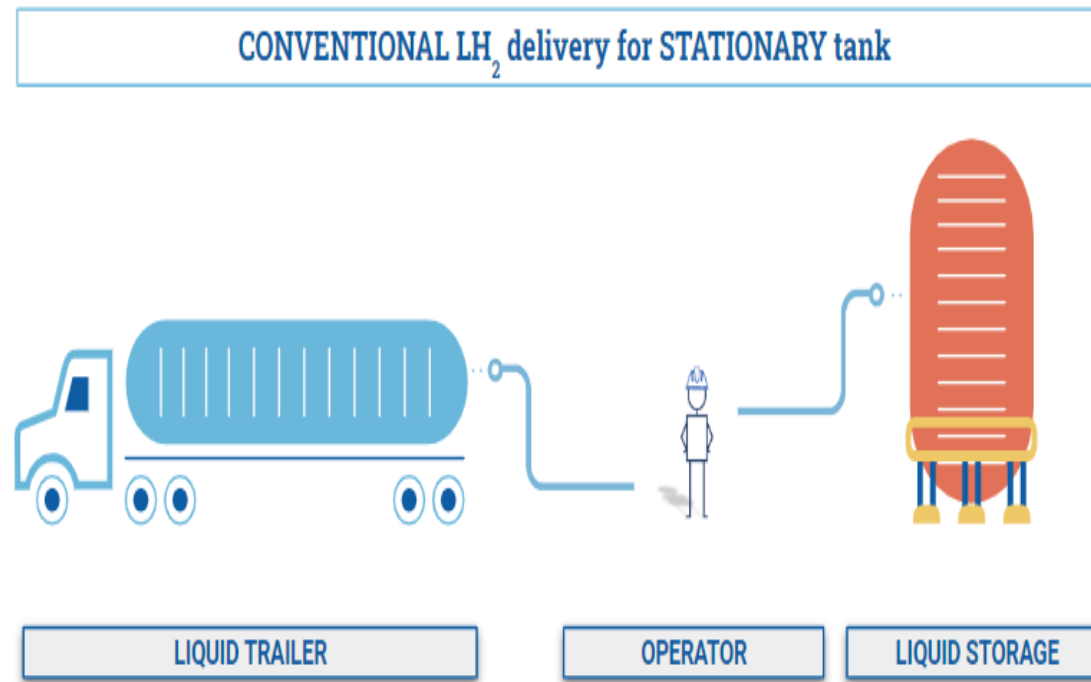 CONVENTIONAL LH₂ delivery for STATIONARY tank
LIQUID TRAILER
OPERATOR
LIQUID STORAGE